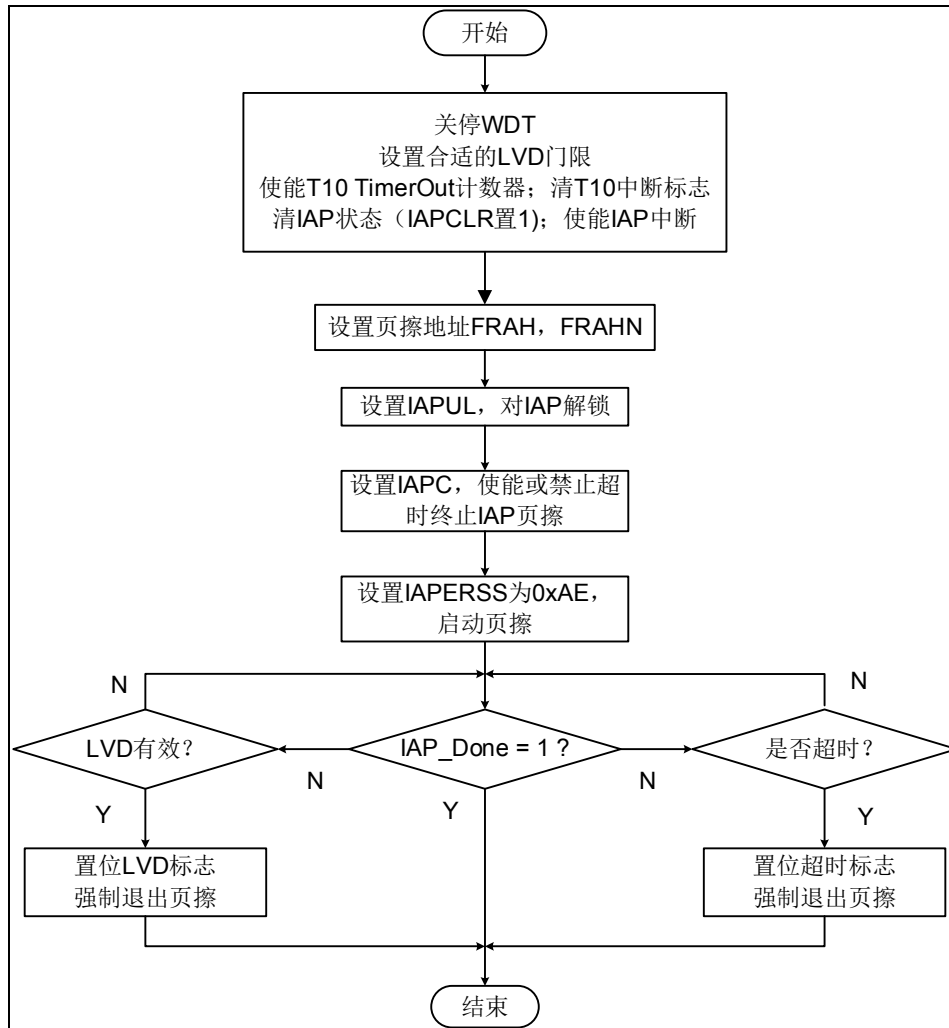 开始
关停WDT
设置合适的LVD门限
使能T10 TimerOut计数器；清T10中断标志
清IAP状态（IAPCLR置1)；使能IAP中断
设置页擦地址FRAH，FRAHN
设置IAPUL，对IAP解锁
设置IAPC，使能或禁止超
时终止IAP页擦
设置IAPERSS为0xAE，
启动页擦
N
N
LVD有效？
IAP_Done = 1 ?
是否超时？
N
N
Y
Y
Y
置位LVD标志
强制退出页擦
置位超时标志
强制退出页擦
结束